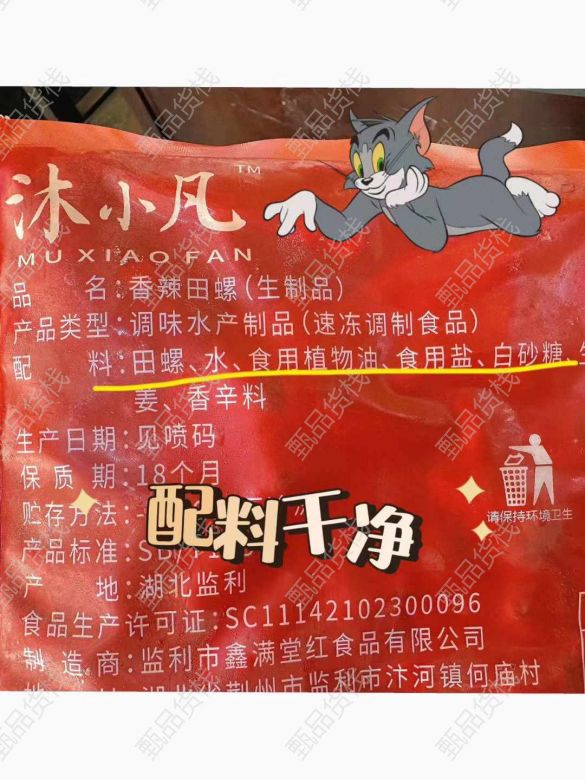 沐小凡 TM
MU XIAO FAN
品 名:香辣田螺(生制品)
产品类型:调味水产制品(速冻调制食品)
配 料:田螺、水、食用植物油、食用盐、白砂糖、生
姜、香辛料
生产日期:见喷码
保质期:18个月
贮存方法:
配料干净
请保持环境卫生
产品标准:
产 地:湖北监利
食品生产许可证:SC11142102300096
制造商:监利市鑫满堂红食品有限公司
湖北省荆州市监利市汴河镇何庙村
甄品货栈